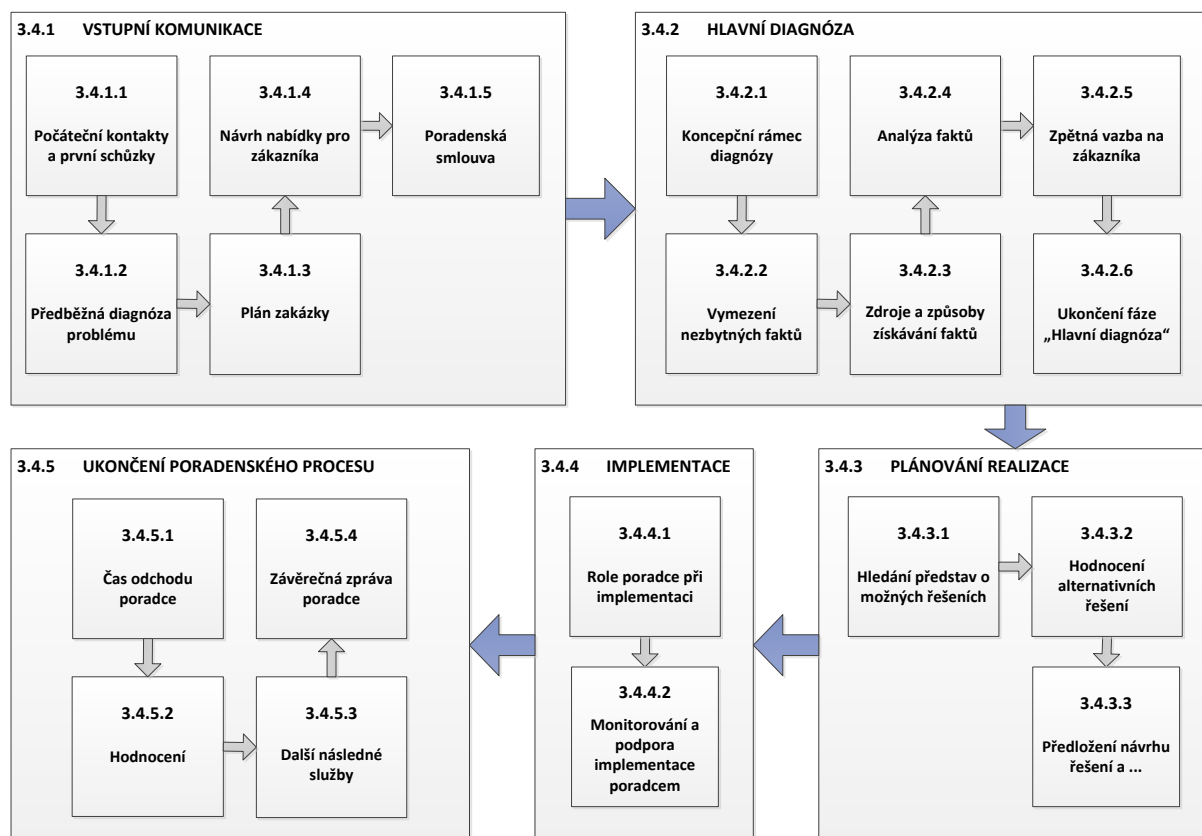 3.4.1 VSTUPNÍ KOMUNIKACE
3.4.1.1
Počáteční kontakty
a první schůzky
3.4.1.2
Předběžná diagnóza
problému
3.4.1.3
Plán zakázky
3.4.1.4
Návrh nabídky pro
zákazníka
3.4.1.5
Poradenská
smlouva
3.4.2 HLAVNÍ DIAGNÓZA
3.4.2.1
Koncepční rámec
diagnózy
3.4.2.2
Vymezení
nezbytných faktů
3.4.2.3
Zdroje a způsoby
získávání faktů
3.4.2.4
Analýza faktů
3.4.2.5
Zpětná vazba na
zákazníka
3.4.2.6
Ukončení fáze
„Hlavní diagnóza“
3.4.3 PLÁNOVÁNÍ REALIZACE
3.4.3.1
Hledání představ o
možných řešeních
3.4.3.2
Hodnocení
alternativních
řešení
3.4.3.3
Předložení návrhu
řešení a ...
3.4.4 IMPLEMENTACE
3.4.4.1
Role poradce při
implementaci
3.4.4.2
Monitorování a
podpora
implementace
poradcem
3.4.5 UKONČENÍ PORADENSKÉHO PROCESU
3.4.5.1
Čas odchodu
poradce
3.4.5.2
Hodnocení
3.4.5.3
Další následné
služby
3.4.5.4
Závěrečná zpráva
poradce